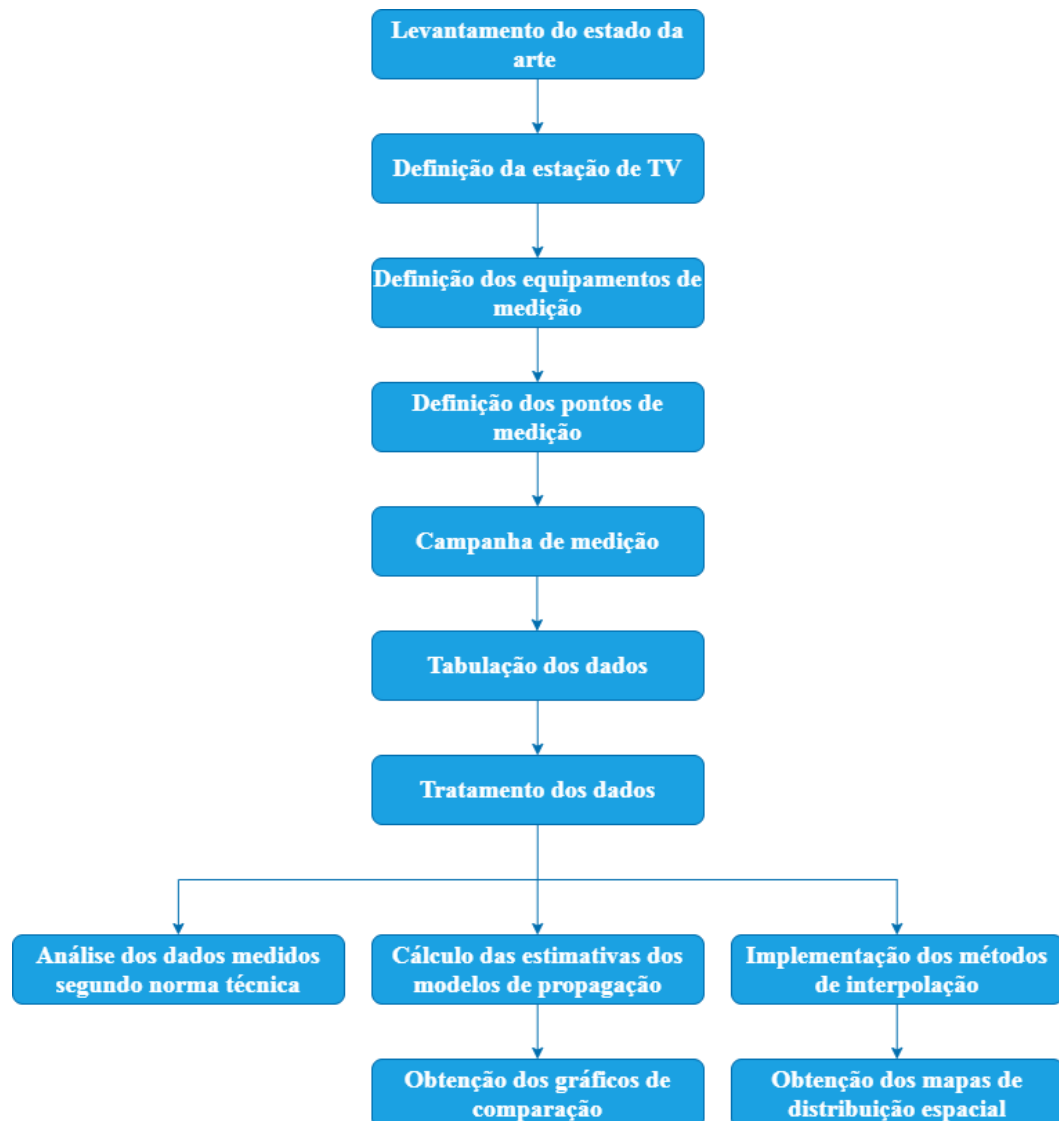 Levantamento do estado da
arte
Definição da estação de TV
Definição dos equipamentos de
medição
Definição dos pontos de
medição
Campanha de medição
Tabulação dos dados
Tratamento dos dados
Análise dos dados medidos
segundo norma técnica
Cálculo das estimativas dos
modelos de propagação
Implementação dos métodos
de interpolação
Obtenção dos gráficos de
comparação
Obtenção dos mapas de
distribuição espacial